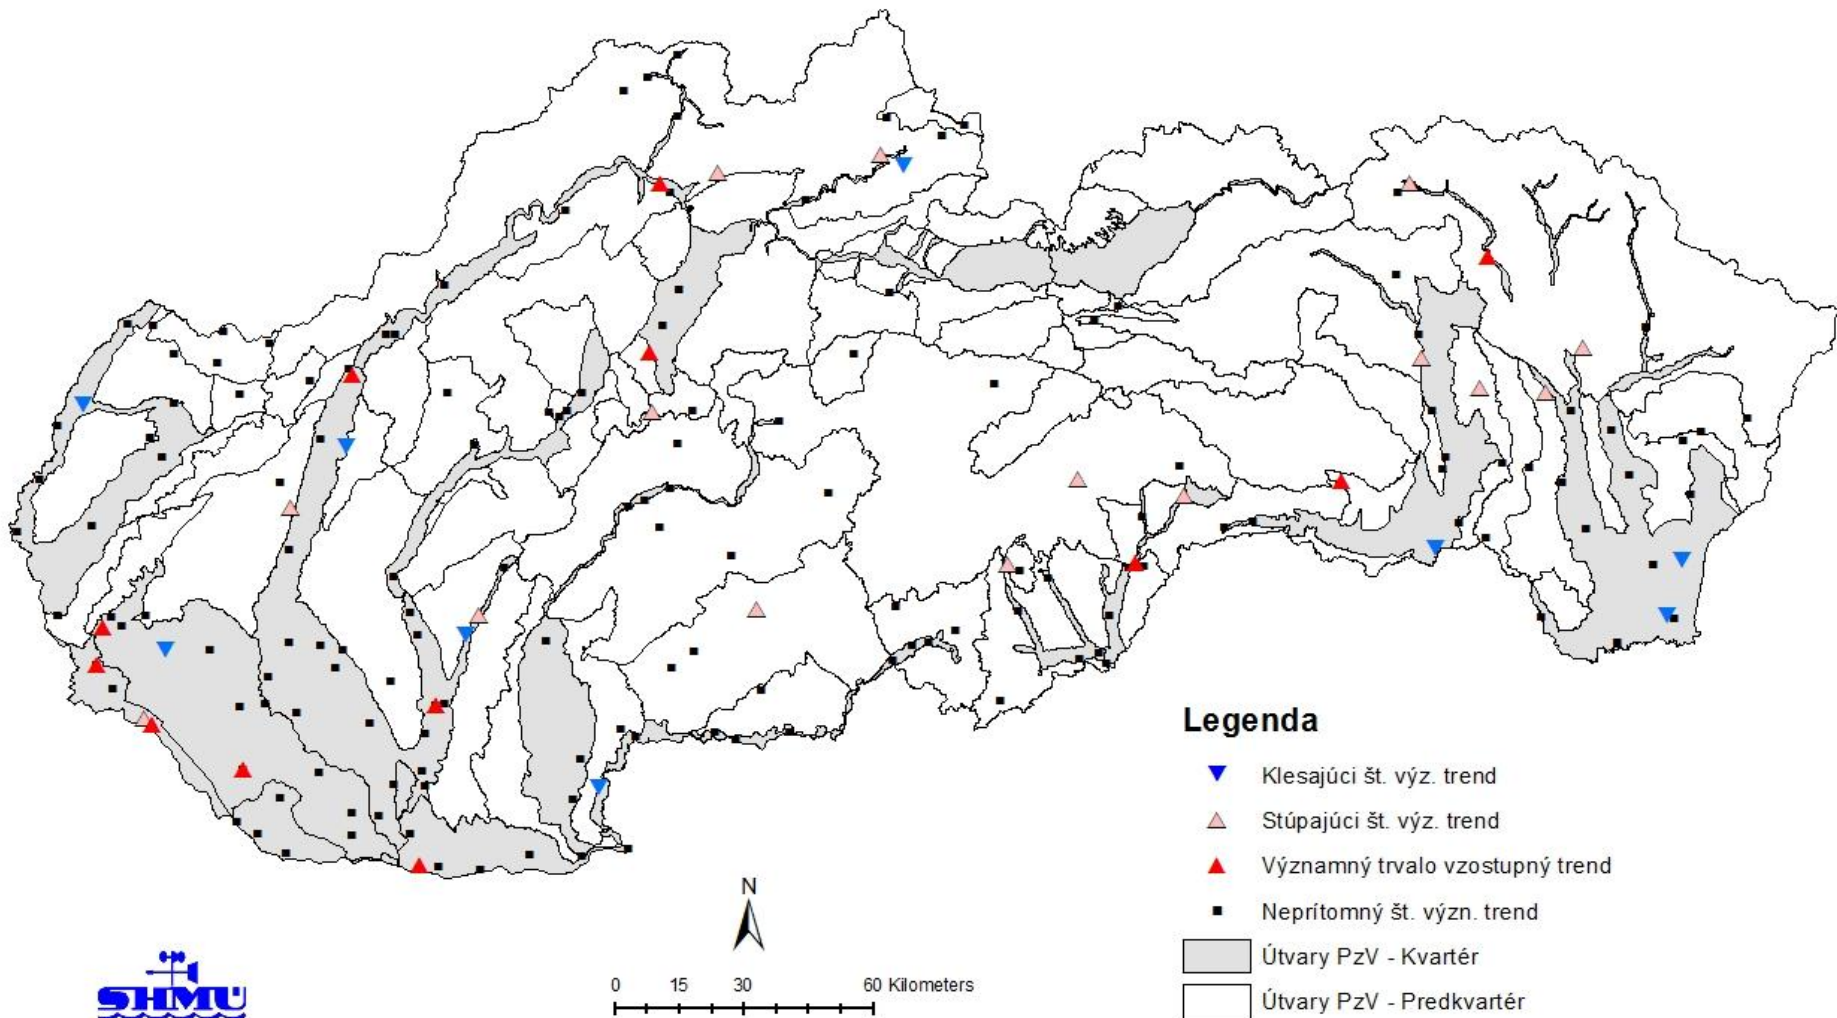 Legenda
Klesajúci št. výz. trend
Stúpajúci št. výz. trend
Významný trvalo vzostupný trend
Neprítomný št. význ. trend
Útvary PzV - Kvartér
Útvary PzV - Predkvartér
N
0 15 30 60 Kilometers
SHMÚ